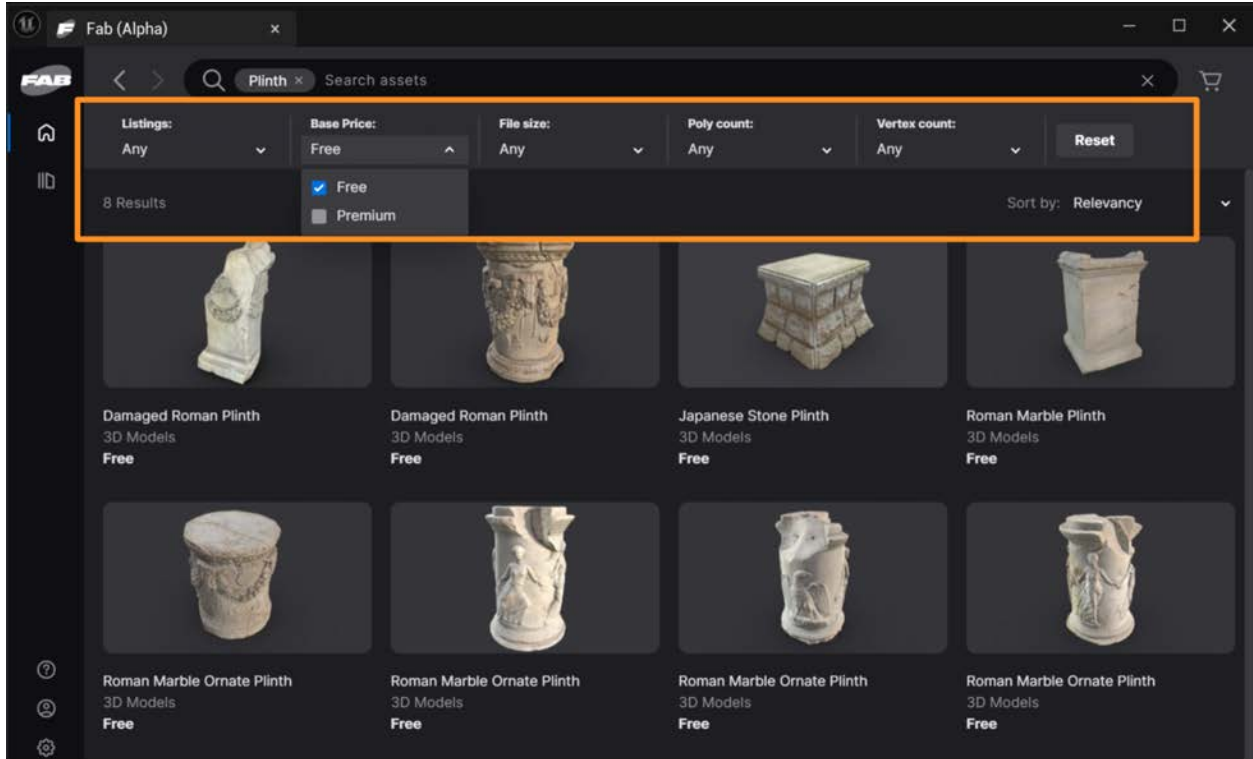 Fab (Alpha)
FAB
Plinth × Search assets
Listings: Base Price: File size: Poly count: Vertex count:
Any Free Any Any Any Reset
Free
8 Results Sort by: Relevancy
Premium
Damaged Roman Plinth Damaged Roman Plinth Japanese Stone Plinth Roman Marble Plinth
3D Models 3D Models 3D Models 3D Models
Free Free Free Free
Roman Marble Ornate Plinth Roman Marble Ornate Plinth Roman Marble Ornate Plinth Roman Marble Ornate Plinth
3D Models 3D Models 3D Models 3D Models
Free Free Free Free